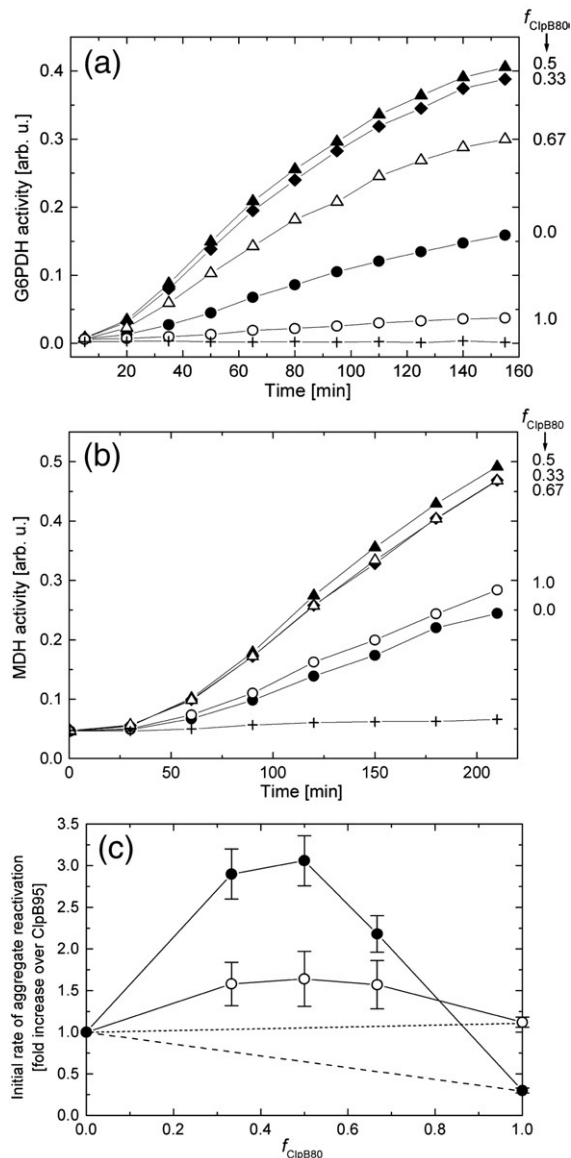 f ClpB80
(a)
0.5
0.33
0.67
0.0
1.0
0.4
0.3
0.2
0.1
0.0
G6PDH activity [arb. u.]
20 40 60 80 100 120 140 160
Time [min]
f ClpB80
(b)
0.5
0.33
0.67
1.0
0.0
0.5
0.4
0.3
0.2
0.1
0.0
MDH activity [arb. u.]
0 50 100 150 200
Time [min]
(c)
3.5
3.0
2.5
2.0
1.5
1.0
0.5
0.0
Initial rate of aggregate reactivation
[fold increase over ClpB95]
0.0 0.2 0.4 0.6 0.8 1.0
f ClpB80